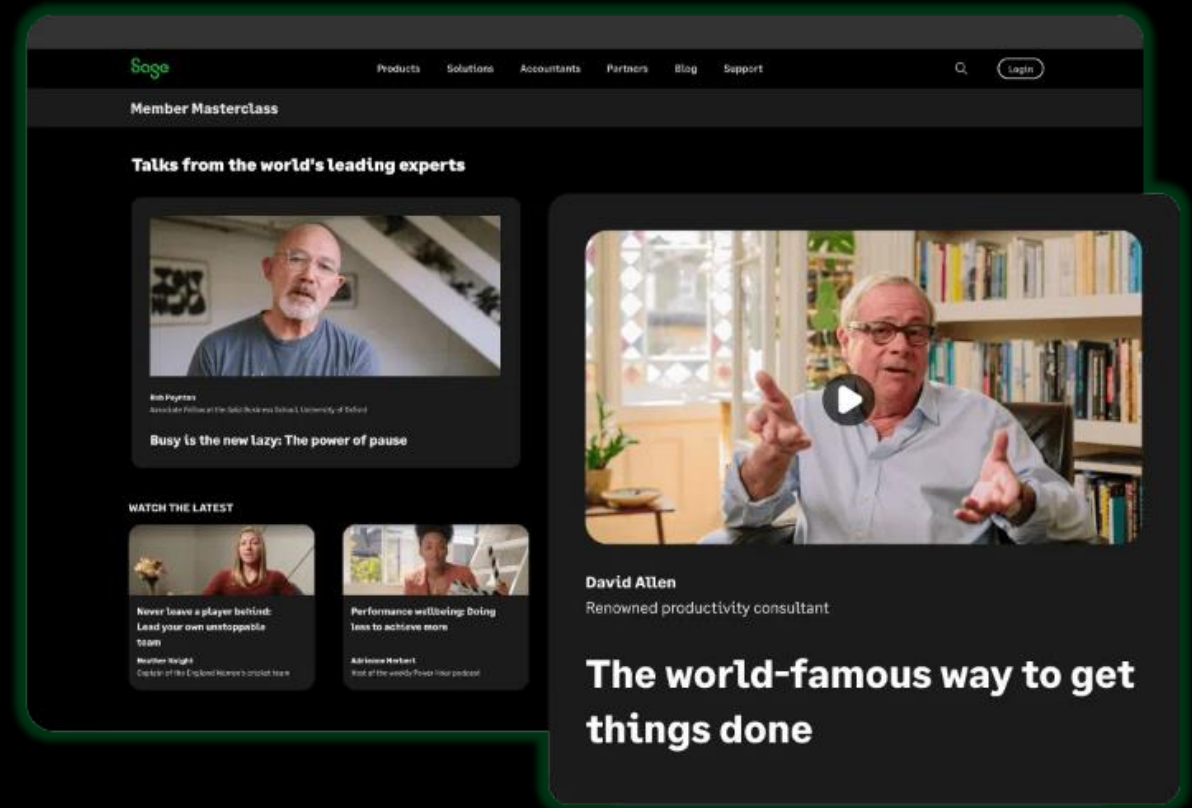 Sage
Products Solutions Accountants Partners Blog Support
Login
Member Masterclass
Talks from the world's leading experts
Rob Poynton
Associate Fellow at the Saïd Business School, University of Oxford
Busy is the new lazy: The power of pause
WATCH THE LATEST
Never leave a player behind:
Lead your own unstoppable
team
Heather Knight
Captain of the England Women's cricket team
Performance wellbeing: Doing
less to achieve more
Adrienne Herbert
Host of the weekly Power Hour podcast
David Allen
Renowned productivity consultant
The world-famous way to get
things done